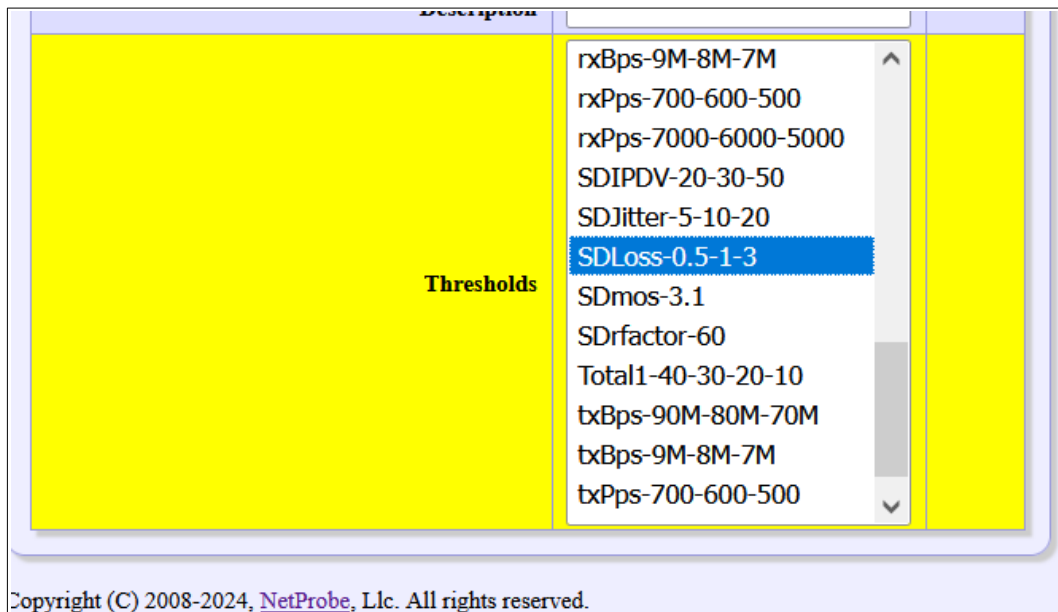 Description
rxBps-9M-8M-7M
rxPps-700-600-500
rxPps-7000-6000-5000
SDIPDV-20-30-50
SDJitter-5-10-20
SDLoss-0.5-1-3
Thresholds
SDmos-3.1
SDrfactor-60
Total1-40-30-20-10
txBps-90M-80M-70M
txBps-9M-8M-7M
txPps-700-600-500
Copyright (C) 2008-2024, NetProbe, Llc. All rights reserved.